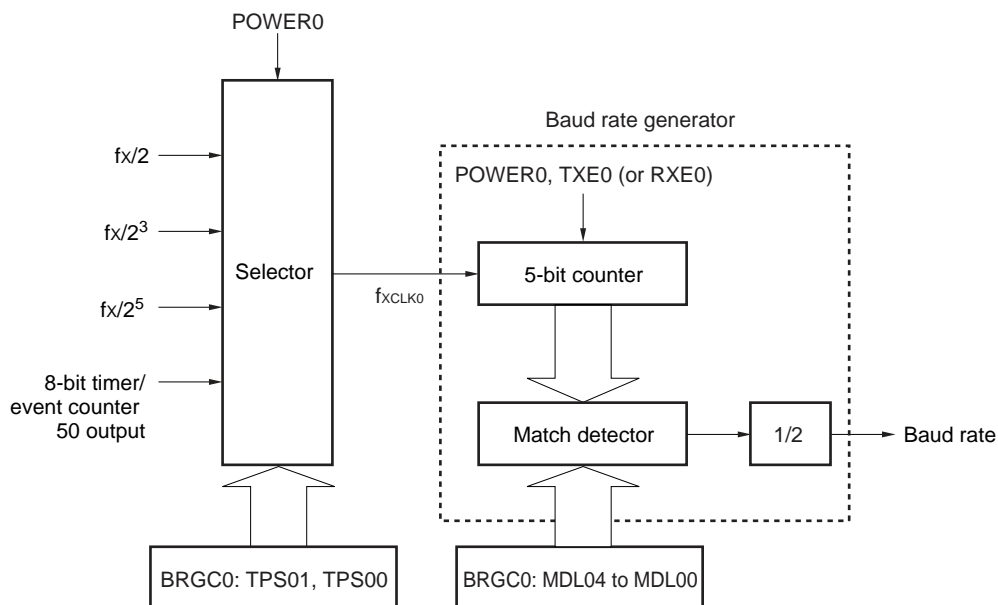 POWER0
Baud rate generator
fX/2
POWER0, TXE0 (or RXE0)
fX/2³
Selector
5-bit counter
fXCLK0
fX/2⁵
8-bit timer/
event counter
50 output
Match detector
1/2
Baud rate
BRGC0: TPS01, TPS00
BRGC0: MDL04 to MDL00